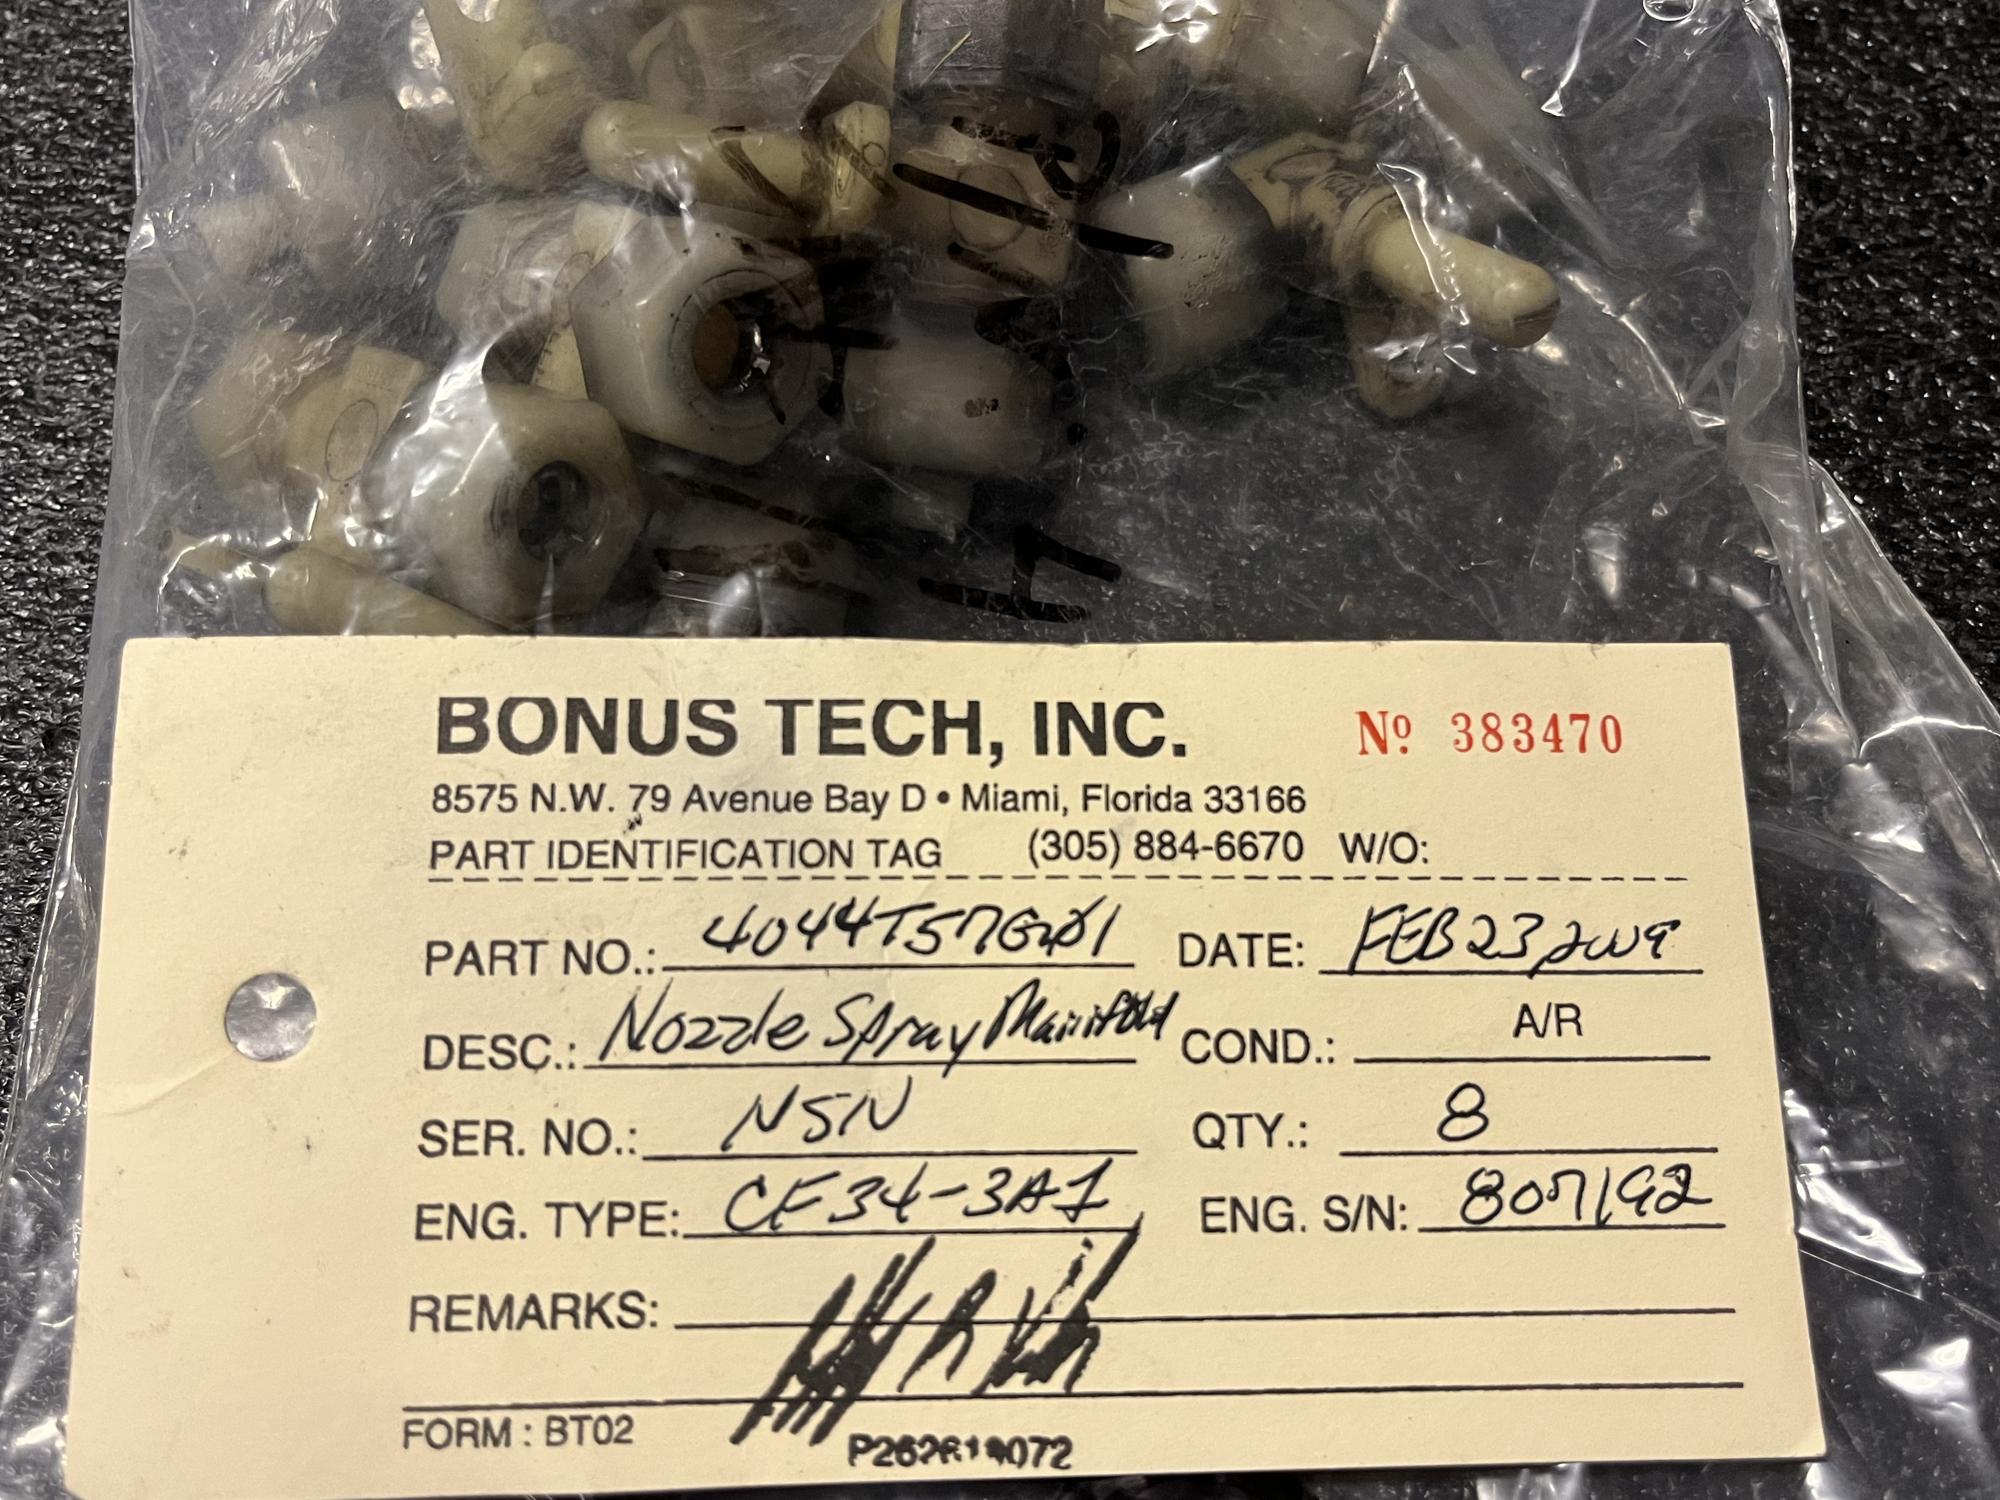 BONUS TECH, INC. Nº 383470
8575 N.W. 79 Avenue Bay D • Miami, Florida 33166
PART IDENTIFICATION TAG (305) 884-6670 W/O:
PART NO.: 4044T57G01 DATE: FEB 23 2009
DESC.: Nozzle Spray Manifold COND.: A/R
SER. NO.: NSN QTY.: 8
ENG. TYPE: CF34-3A1 ENG. S/N: 807192
REMARKS:
FORM : BT02